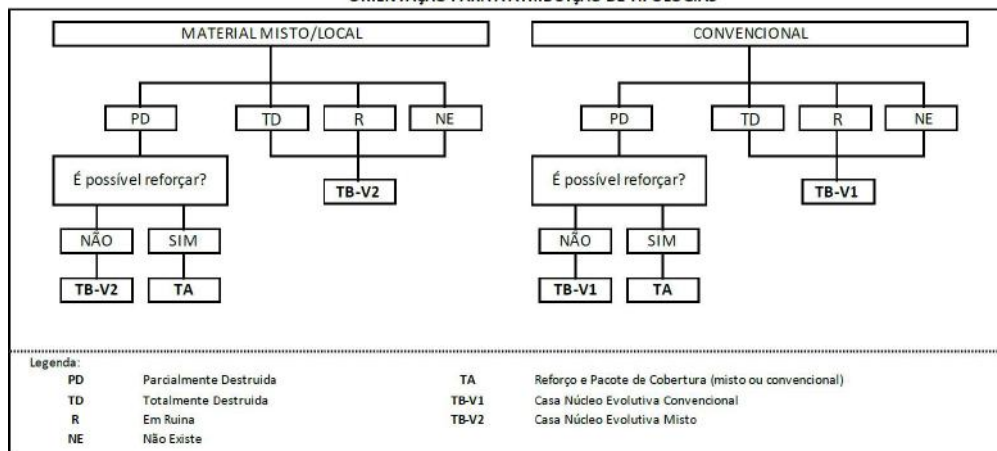 MATERIAL MISTO/LOCAL
CONVENCIONAL
PD TD R NE
PD TD R NE
É possível reforçar?
TB-V2
É possível reforçar?
TB-V1
NÃO SIM
NÃO SIM
TB-V2 TA
TB-V1 TA
Legenda:
PD Parcialmente Destruida
TA Reforço e Pacote de Cobertura (misto ou convencional)
TD Totalmente Destruida
TB-V1 Casa Núcleo Evolutiva Convencional
R Em Ruina
TB-V2 Casa Núcleo Evolutiva Misto
NE Não Existe